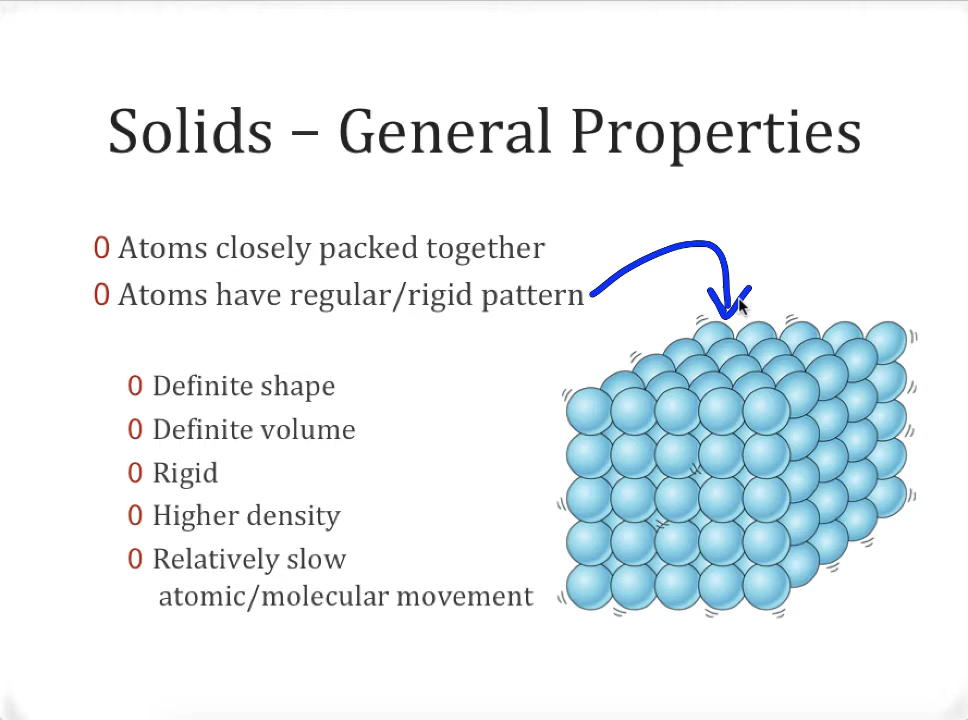 Solids – General Properties
0 Atoms closely packed together
0 Atoms have regular/rigid pattern
0 Definite shape
0 Definite volume
0 Rigid
0 Higher density
0 Relatively slow
atomic/molecular movement